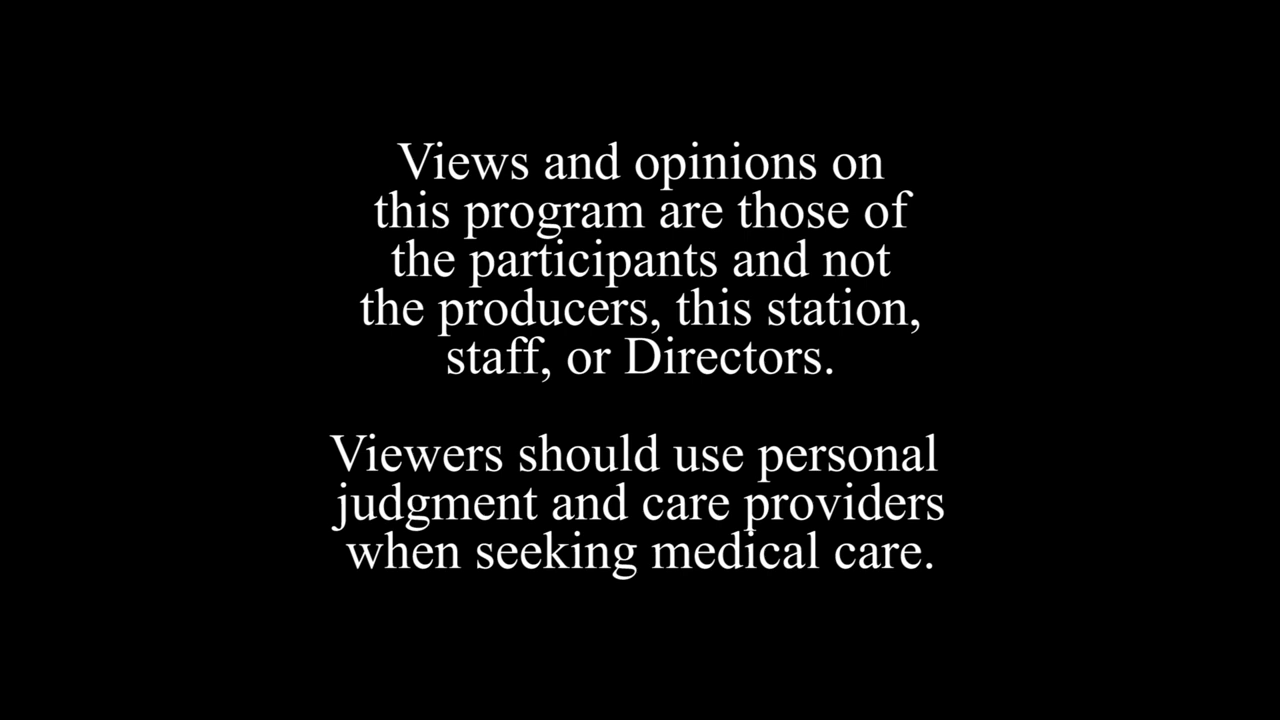 Views and opinions on
this program are those of
the participants and not
the producers, this station,
staff, or Directors.
Viewers should use personal
judgment and care providers
when seeking medical care.